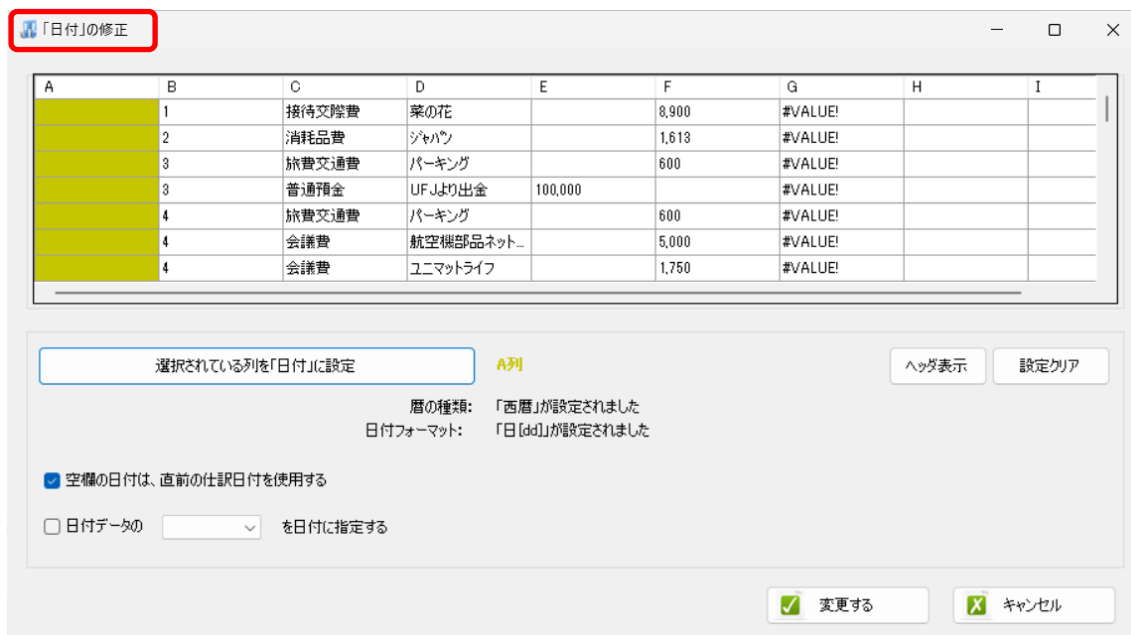 「日付」の修正
A B C D E F G H I
1 接待交際費 菜の花 8,900 #VALUE!
2 消耗品費 ジャパン 1,613 #VALUE!
3 旅費交通費 パーキング 600 #VALUE!
3 普通預金 UFJより出金 100,000 #VALUE!
4 旅費交通費 パーキング 600 #VALUE!
4 会議費 航空機部品ネット... 5,000 #VALUE!
4 会議費 ユニマットライフ 1,750 #VALUE!
選択されている列を「日付」に設定 A列 ヘッダ表示 設定クリア
暦の種類: 「西暦」が設定されました
日付フォーマット: 「日[dd]」が設定されました
空欄の日付は、直前の仕訳日付を使用する
日付データの を日付に指定する
変更する キャンセル